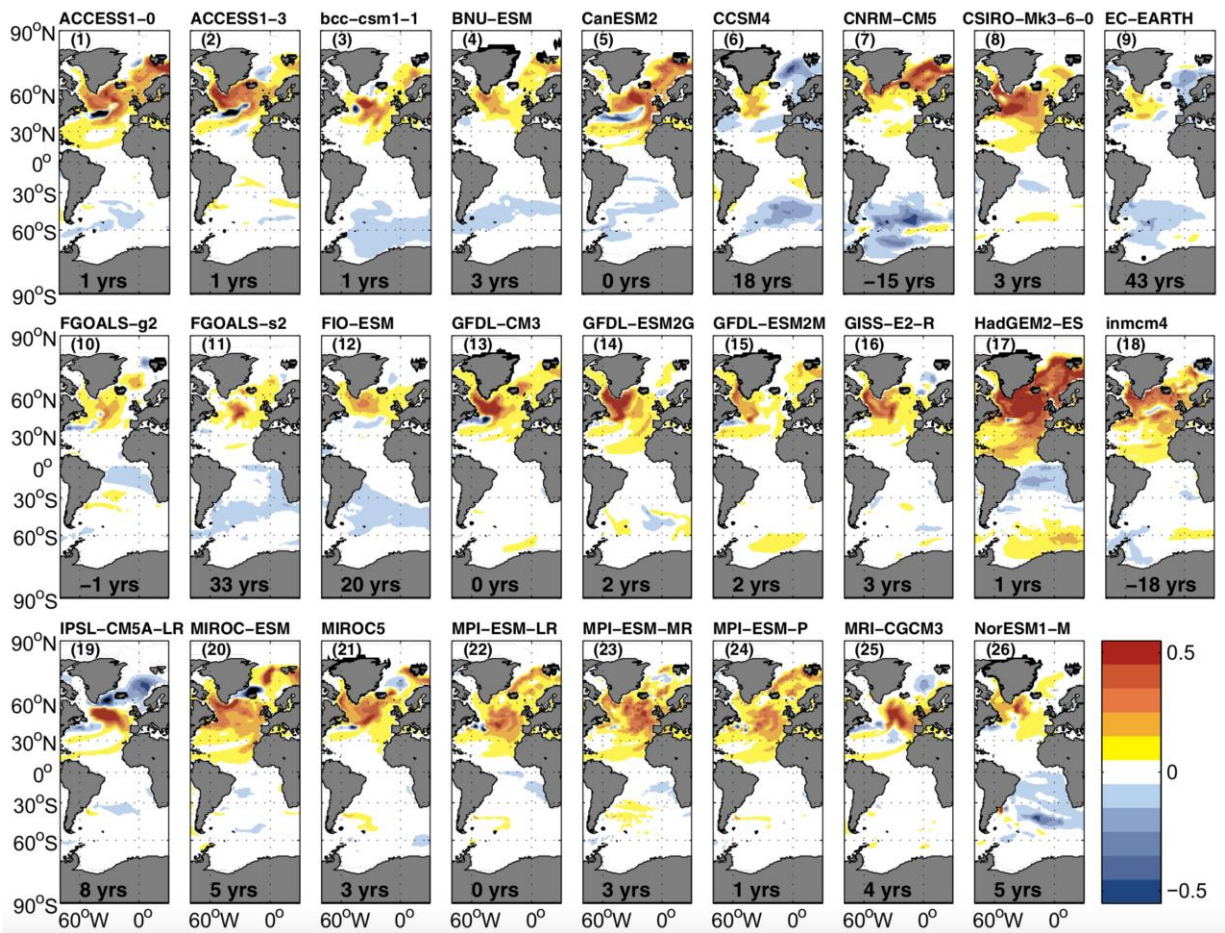 ACCESS1-0 ACCESS1-3 bcc-csm1-1 BNU-ESM CanESM2 CCSM4 CNRM-CM5 CSIRO-Mk3-6-0 EC-EARTH
90°N (1) (2) (3) (4) (5) (6) (7) (8) (9)
60°N
30°N
0°
30°S
60°S
1 yrs 1 yrs 1 yrs 3 yrs 0 yrs 18 yrs −15 yrs 3 yrs 43 yrs
90°S
FGOALS-g2 FGOALS-s2 FIO-ESM GFDL-CM3 GFDL-ESM2G GFDL-ESM2M GISS-E2-R HadGEM2-ES inmcm4
90°N (10) (11) (12) (13) (14) (15) (16) (17) (18)
60°N
30°N
0°
30°S
60°S
−1 yrs 33 yrs 20 yrs 0 yrs 2 yrs 2 yrs 3 yrs 1 yrs −18 yrs
90°S
IPSL-CM5A-LR MIROC-ESM MIROC5 MPI-ESM-LR MPI-ESM-MR MPI-ESM-P MRI-CGCM3 NorESM1-M
90°N (19) (20) (21) (22) (23) (24) (25) (26) 0.5
60°N
30°N
0° 0
30°S
60°S
8 yrs 5 yrs 3 yrs 0 yrs 3 yrs 1 yrs 4 yrs 5 yrs −0.5
90°S
60°W 0° 60°W 0° 60°W 0° 60°W 0° 60°W 0° 60°W 0° 60°W 0° 60°W 0°